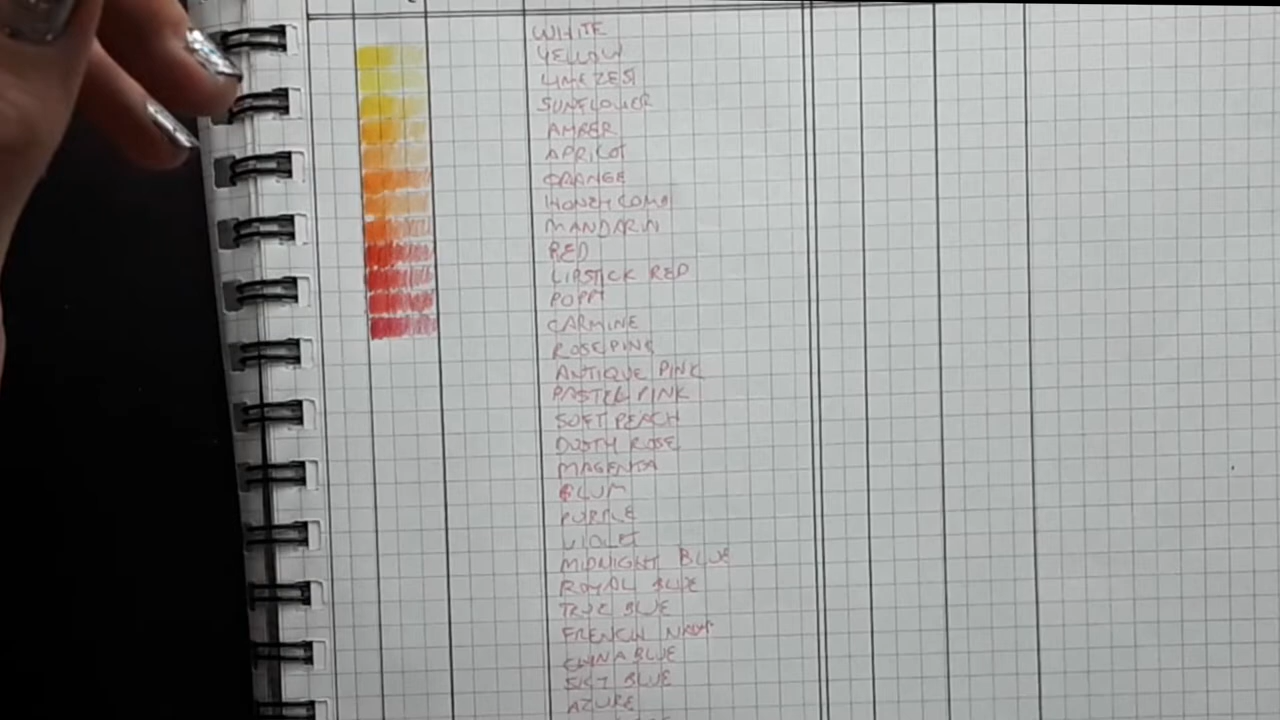 WHITE
YELLOW
LIME ZEST
SUNFLOWER
AMBER
APRICOT
ORANGE
HONEYCOMB
MANDARIN
RED
LIPSTICK RED
POPPY
CARMINE
ROSE PINK
ANTIQUE PINK
PASTEL PINK
SOFT PEACH
DUSTY ROSE
MAGENTA
PLUM
PURPLE
VIOLET
MIDNIGHT BLUE
ROYAL BLUE
TRUE BLUE
FRENCH NAVY
CHINA BLUE
SKY BLUE
AZURE